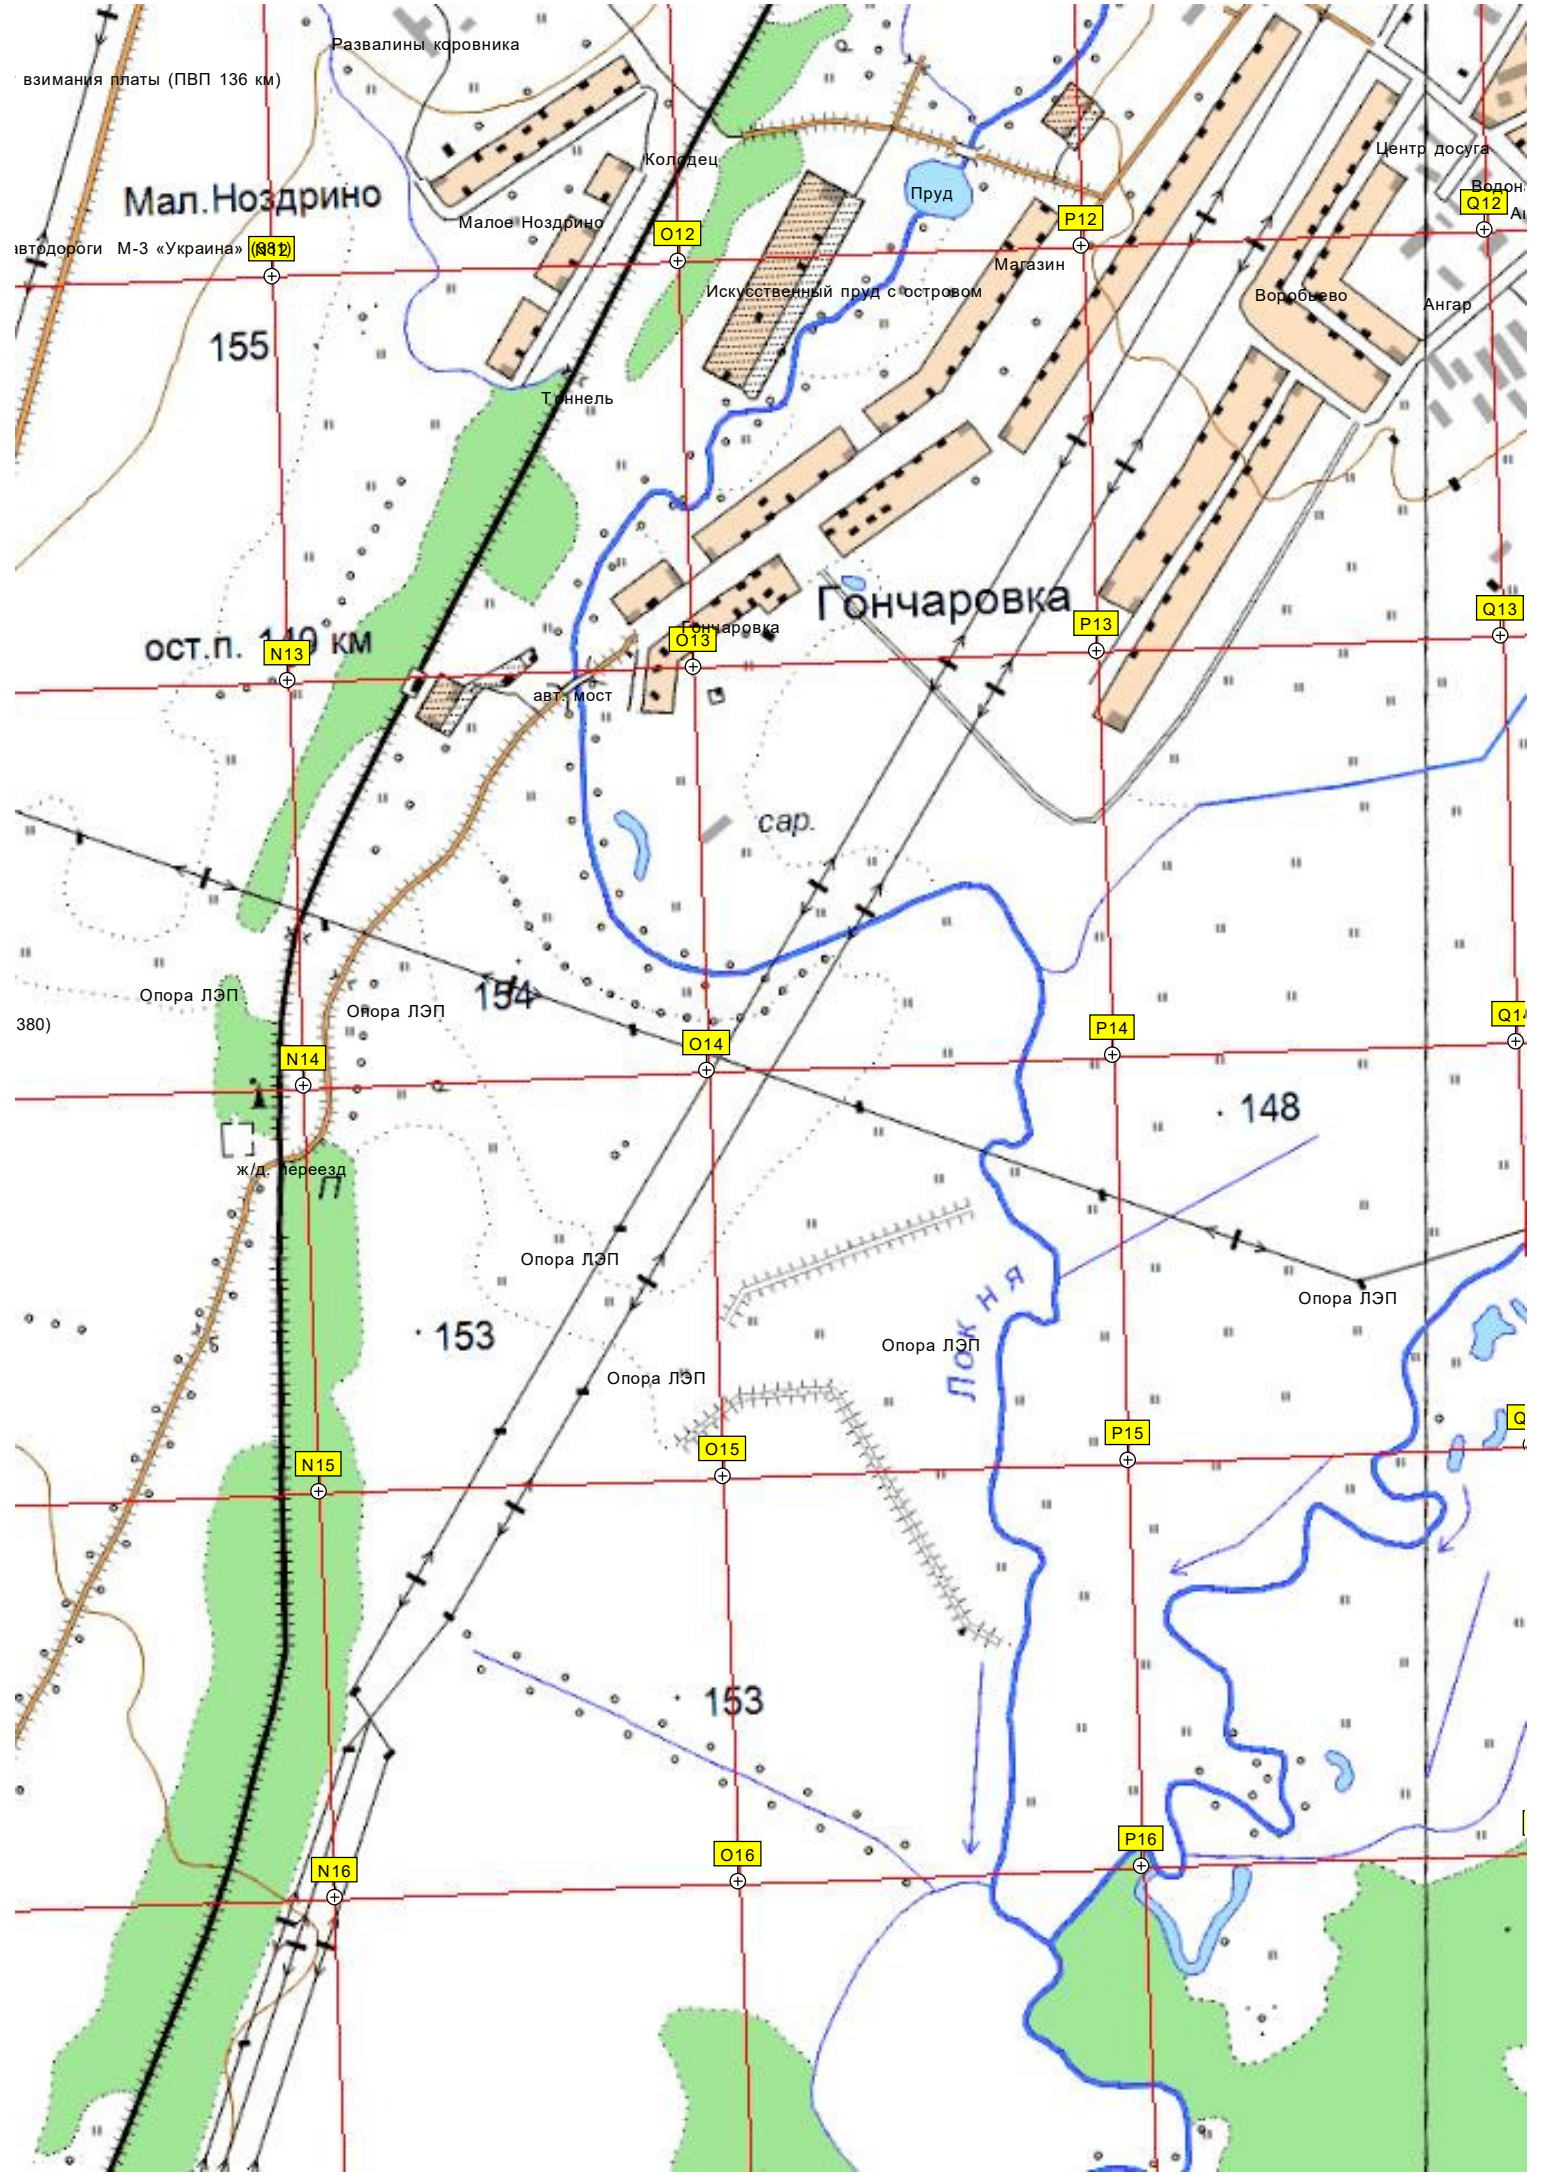 Развалины коровника
взимания платы (ПВП 136 км)
Центр досуга
Колодец
Мал.Ноздрино
Пруд
Q12
Малое Ноздрино
P12
O12
автодороги М-3 «Украина» (381)
N12
Магазин
Искусственный пруд с островом
Воробьево
Ангар
155
Тоннель
Гончаровка
Q13
P13
Гончаровка
O13
ост.п. 149 км
N13
авт. мост
сар.
Опора ЛЭП
154
Опора ЛЭП
380)
P14
O14
N14
148
ж/д. переезд
П
Опора ЛЭП
Локня
Опора ЛЭП
153
Опора ЛЭП
Опора ЛЭП
P15
O15
N15
153
P16
O16
N16